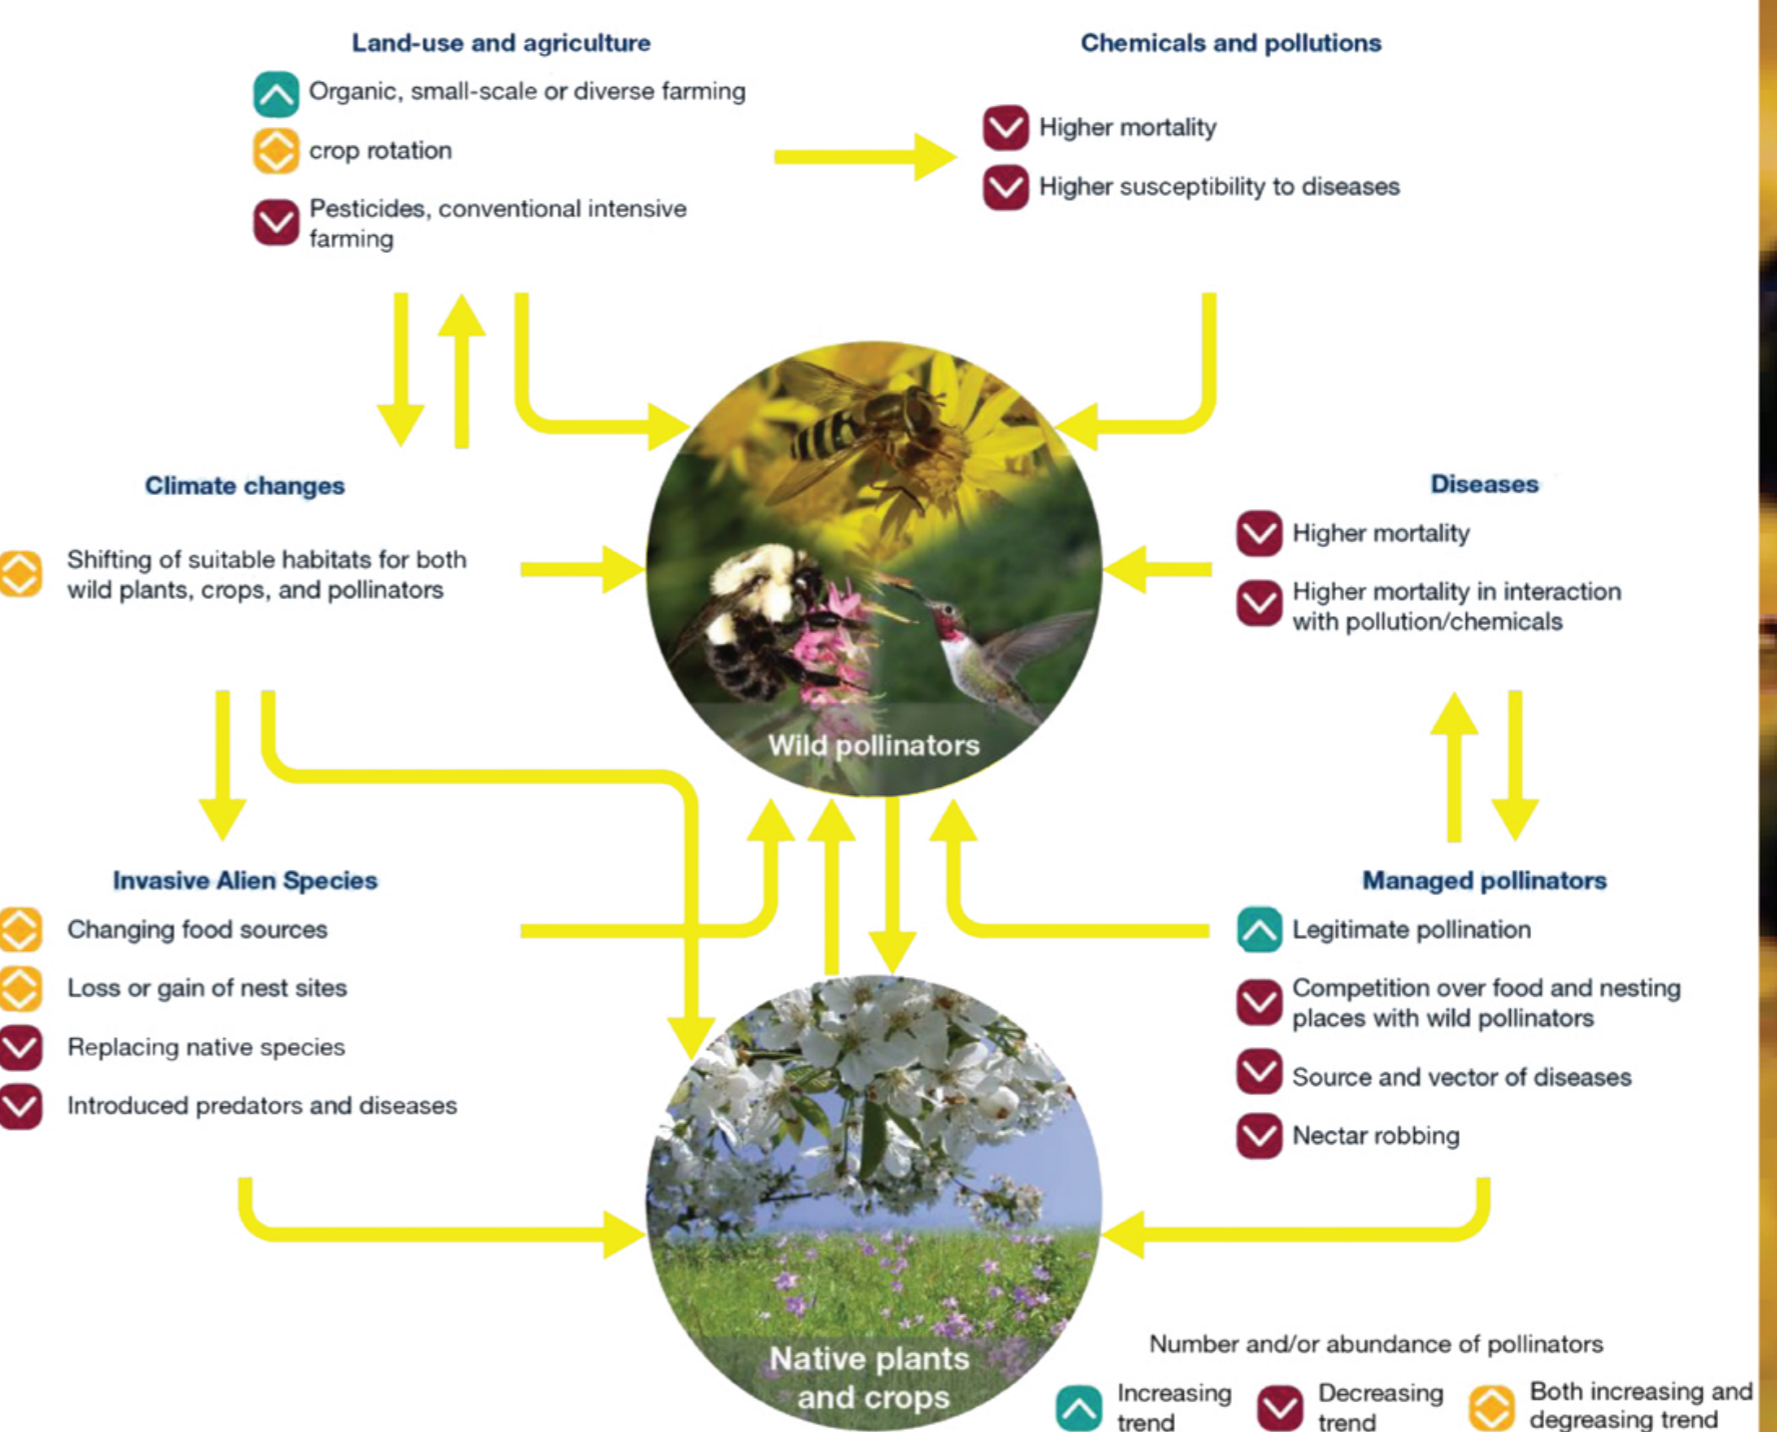 Land-use and agriculture
Organic, small-scale or diverse farming
crop rotation
Pesticides, conventional intensive
farming
Chemicals and pollutions
Higher mortality
Higher susceptibility to diseases
Climate changes
Shifting of suitable habitats for both
wild plants, crops, and pollinators
Wild pollinators
Diseases
Higher mortality
Higher mortality in interaction
with pollution/chemicals
Invasive Alien Species
Changing food sources
Loss or gain of nest sites
Replacing native species
Introduced predators and diseases
Managed pollinators
Legitimate pollination
Competition over food and nesting
places with wild pollinators
Source and vector of diseases
Nectar robbing
Native plants
and crops
Number and/or abundance of pollinators
Increasing
trend
Decreasing
trend
Both increasing and
degreasing trend